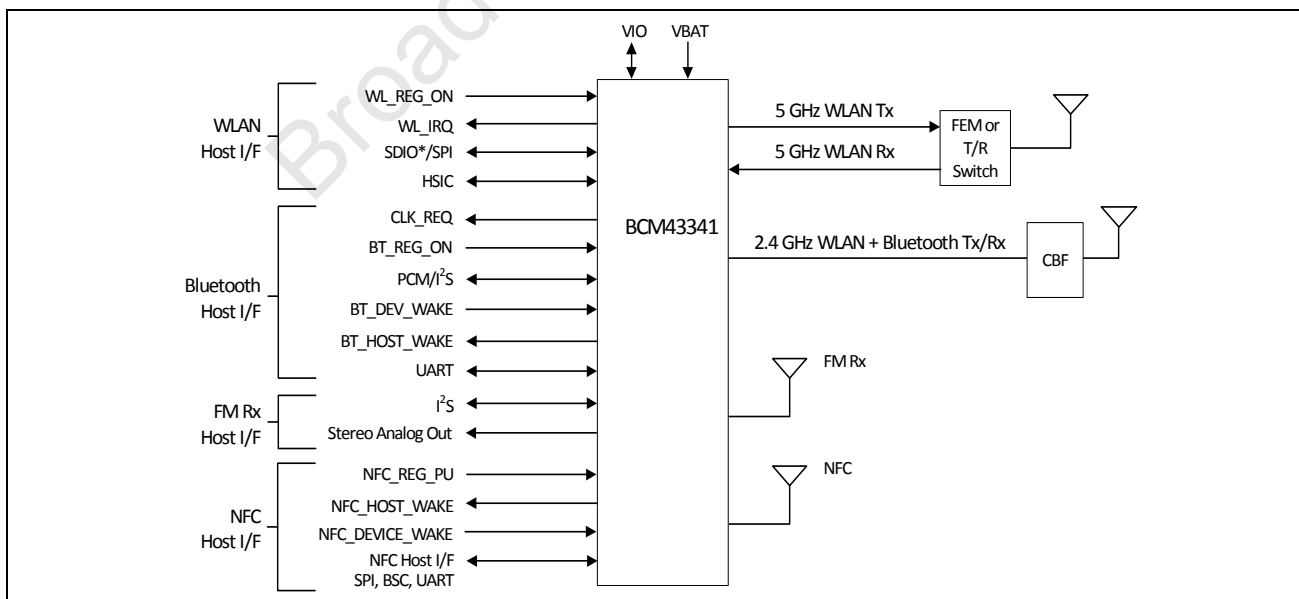 Broad
VIO
VBAT
WLAN
Host I/F
WL_REG_ON
WL_IRQ
SDIO*/SPI
HSIC
Bluetooth
Host I/F
CLK_REQ
BT_REG_ON
PCM/I²S
BT_DEV_WAKE
BT_HOST_WAKE
UART
FM Rx
Host I/F
I²S
Stereo Analog Out
NFC
Host I/F
NFC_REG_PU
NFC_HOST_WAKE
NFC_DEVICE_WAKE
NFC Host I/F
SPI, BSC, UART
BCM43341
5 GHz WLAN Tx
5 GHz WLAN Rx
FEM or
T/R
Switch
2.4 GHz WLAN + Bluetooth Tx/Rx
CBF
FM Rx
NFC